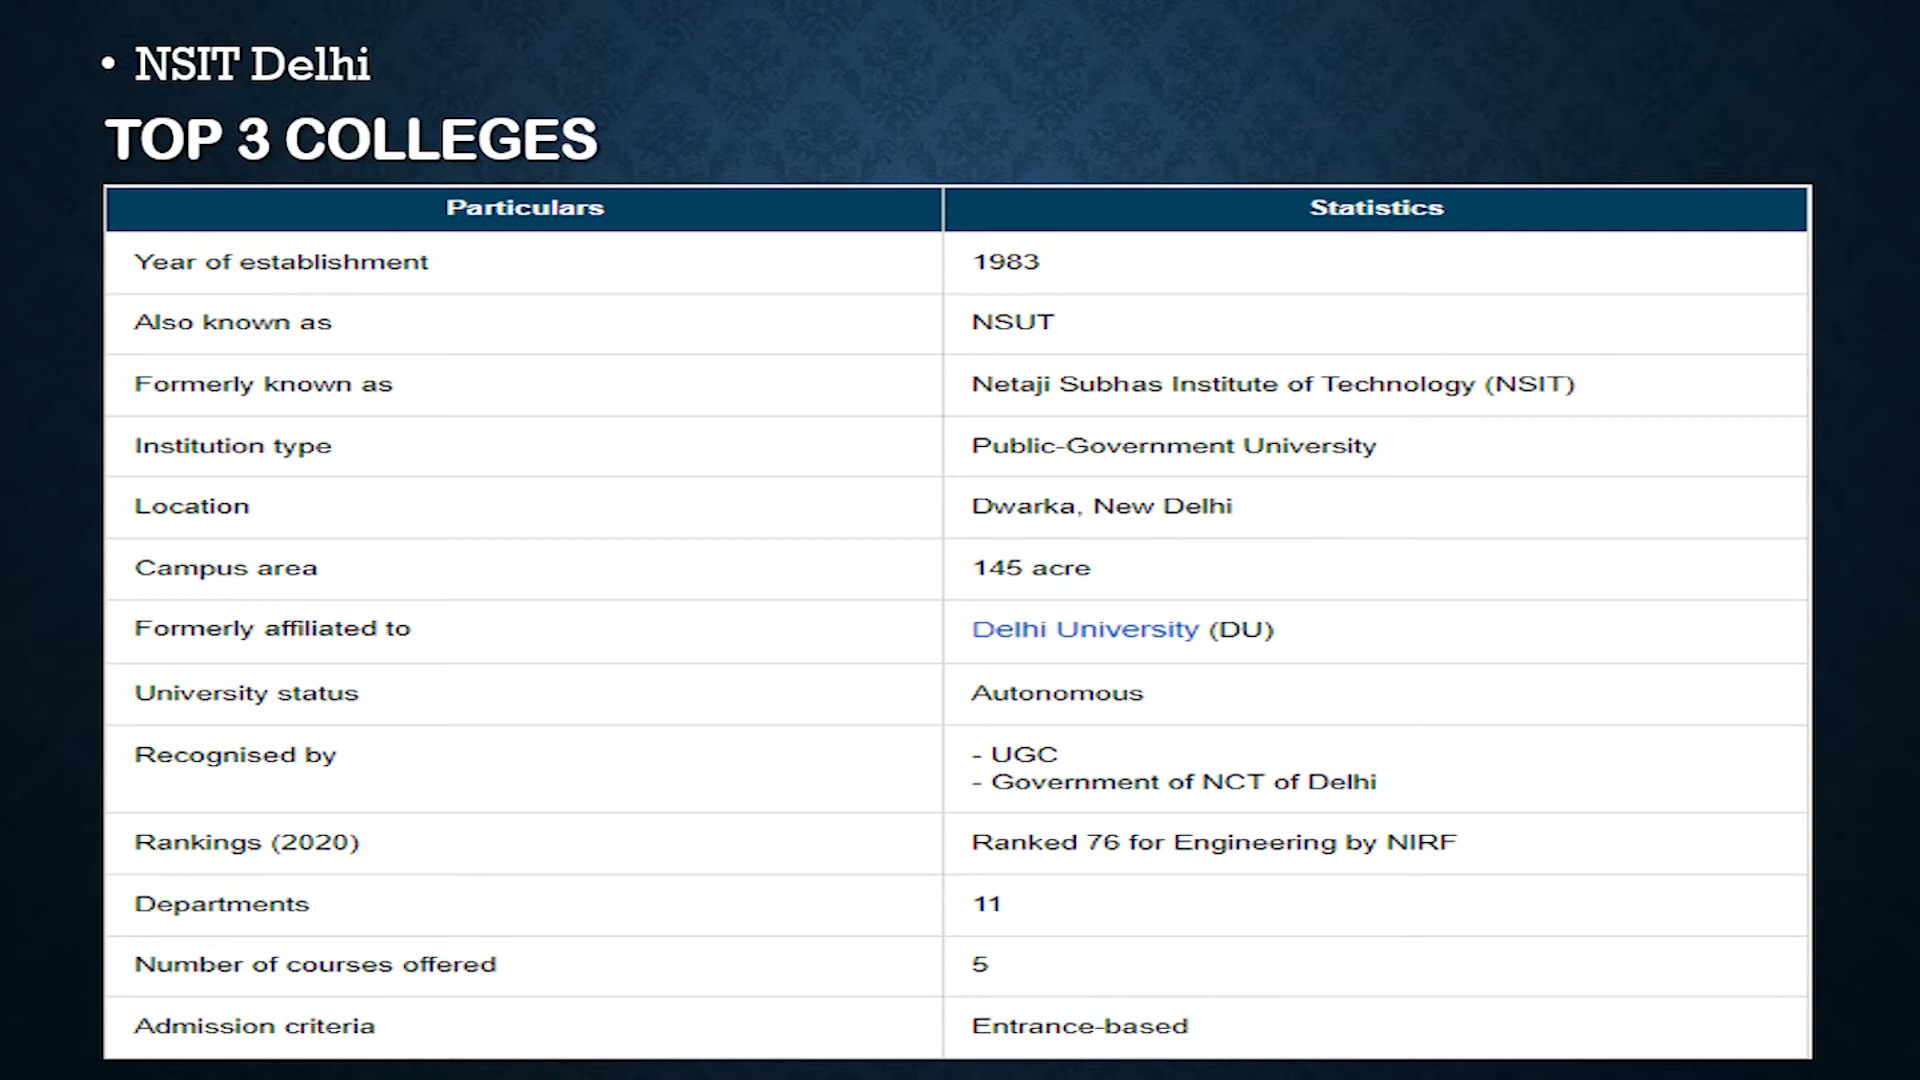 • NSIT Delhi
TOP 3 COLLEGES
Particulars Statistics
Year of establishment 1983
Also known as NSUT
Formerly known as Netaji Subhas Institute of Technology (NSIT)
Institution type Public-Government University
Location Dwarka, New Delhi
Campus area 145 acre
Formerly affiliated to Delhi University (DU)
University status Autonomous
Recognised by - UGC
- Government of NCT of Delhi
Rankings (2020) Ranked 76 for Engineering by NIRF
Departments 11
Number of courses offered 5
Admission criteria Entrance-based